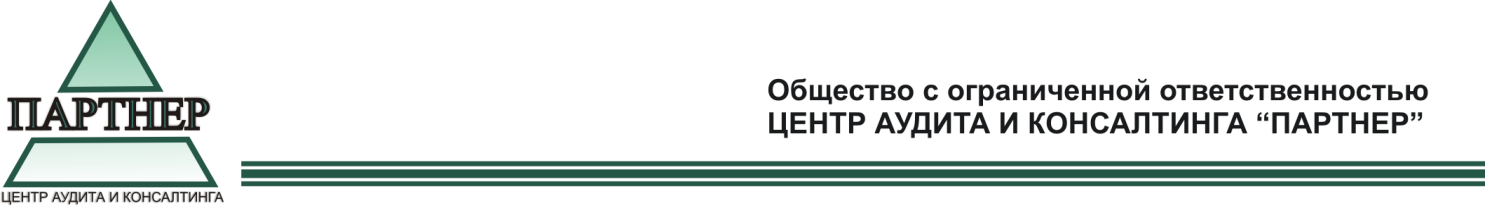 ПАРТНЕР
ЦЕНТР АУДИТА И КОНСАЛТИНГА
Общество с ограниченной ответственностью
ЦЕНТР АУДИТА И КОНСАЛТИНГА “ПАРТНЕР”